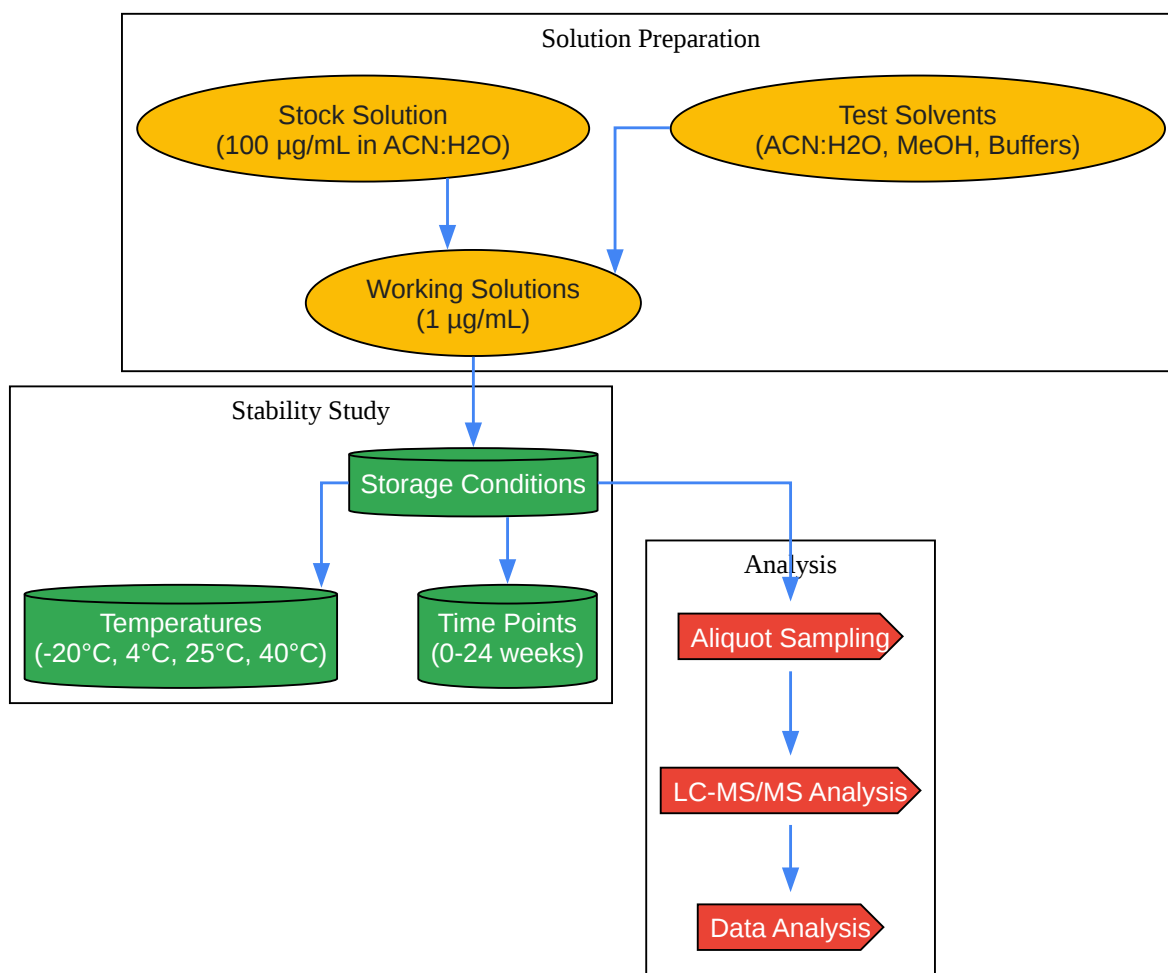 Solution Preparation
Stock Solution
(100 µg/mL in ACN:H2O)
Test Solvents
(ACN:H2O, MeOH, Buffers)
Working Solutions
(1 µg/mL)
Stability Study
Storage Conditions
Temperatures
(-20°C, 4°C, 25°C, 40°C)
Time Points
(0-24 weeks)
Analysis
Aliquot Sampling
LC-MS/MS Analysis
Data Analysis